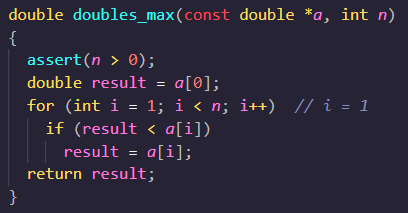 double doubles_max(const double *a, int n)
{
  assert(n > 0);
  double result = a[0];
  for (int i = 1; i < n; i++)  // i = 1
    if (result < a[i])
      result = a[i];
  return result;
}